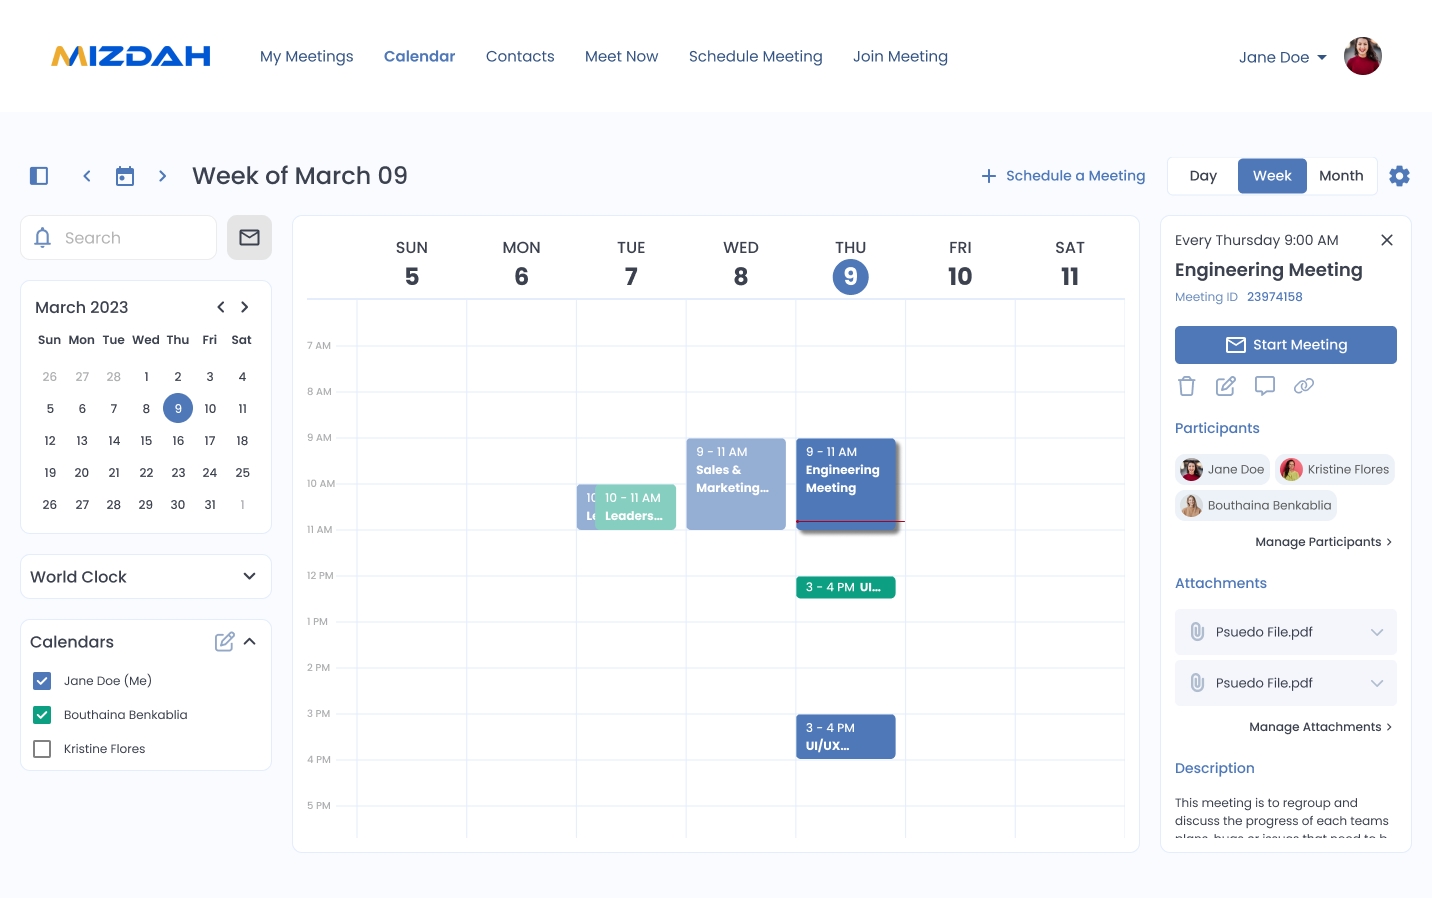 MIZDAH
My Meetings Calendar Contacts Meet Now Schedule Meeting Join Meeting
Jane Doe
Week of March 09
Schedule a Meeting
Day Week Month
Search
March 2023
Sun Mon Tue Wed Thu Fri Sat
26 27 28 1 2 3 4
5 6 7 8 9 10 11
12 13 14 15 16 17 18
19 20 21 22 23 24 25
26 27 28 29 30 31 1
World Clock
Calendars
Jane Doe (Me)
Bouthaina Benkablia
Kristine Flores
SUN MON TUE WED THU FRI SAT
5 6 7 8 9 10 11
7 AM
8 AM
9 AM
10 AM
11 AM
12 PM
1 PM
2 PM
3 PM
4 PM
5 PM
10
10 - 11 AM
Leaders...
9 - 11 AM
Sales &
Marketing...
9 - 11 AM
Engineering
Meeting
3 - 4 PM UI...
3 - 4 PM
UI/UX...
Every Thursday 9:00 AM
Engineering Meeting
Meeting ID 23974158
Start Meeting
Participants
Jane Doe Kristine Flores
Bouthaina Benkablia
Manage Participants >
Attachments
Psuedo File.pdf
Psuedo File.pdf
Manage Attachments >
Description
This meeting is to regroup and
discuss the progress of each teams
plans, bugs or issues that need to b